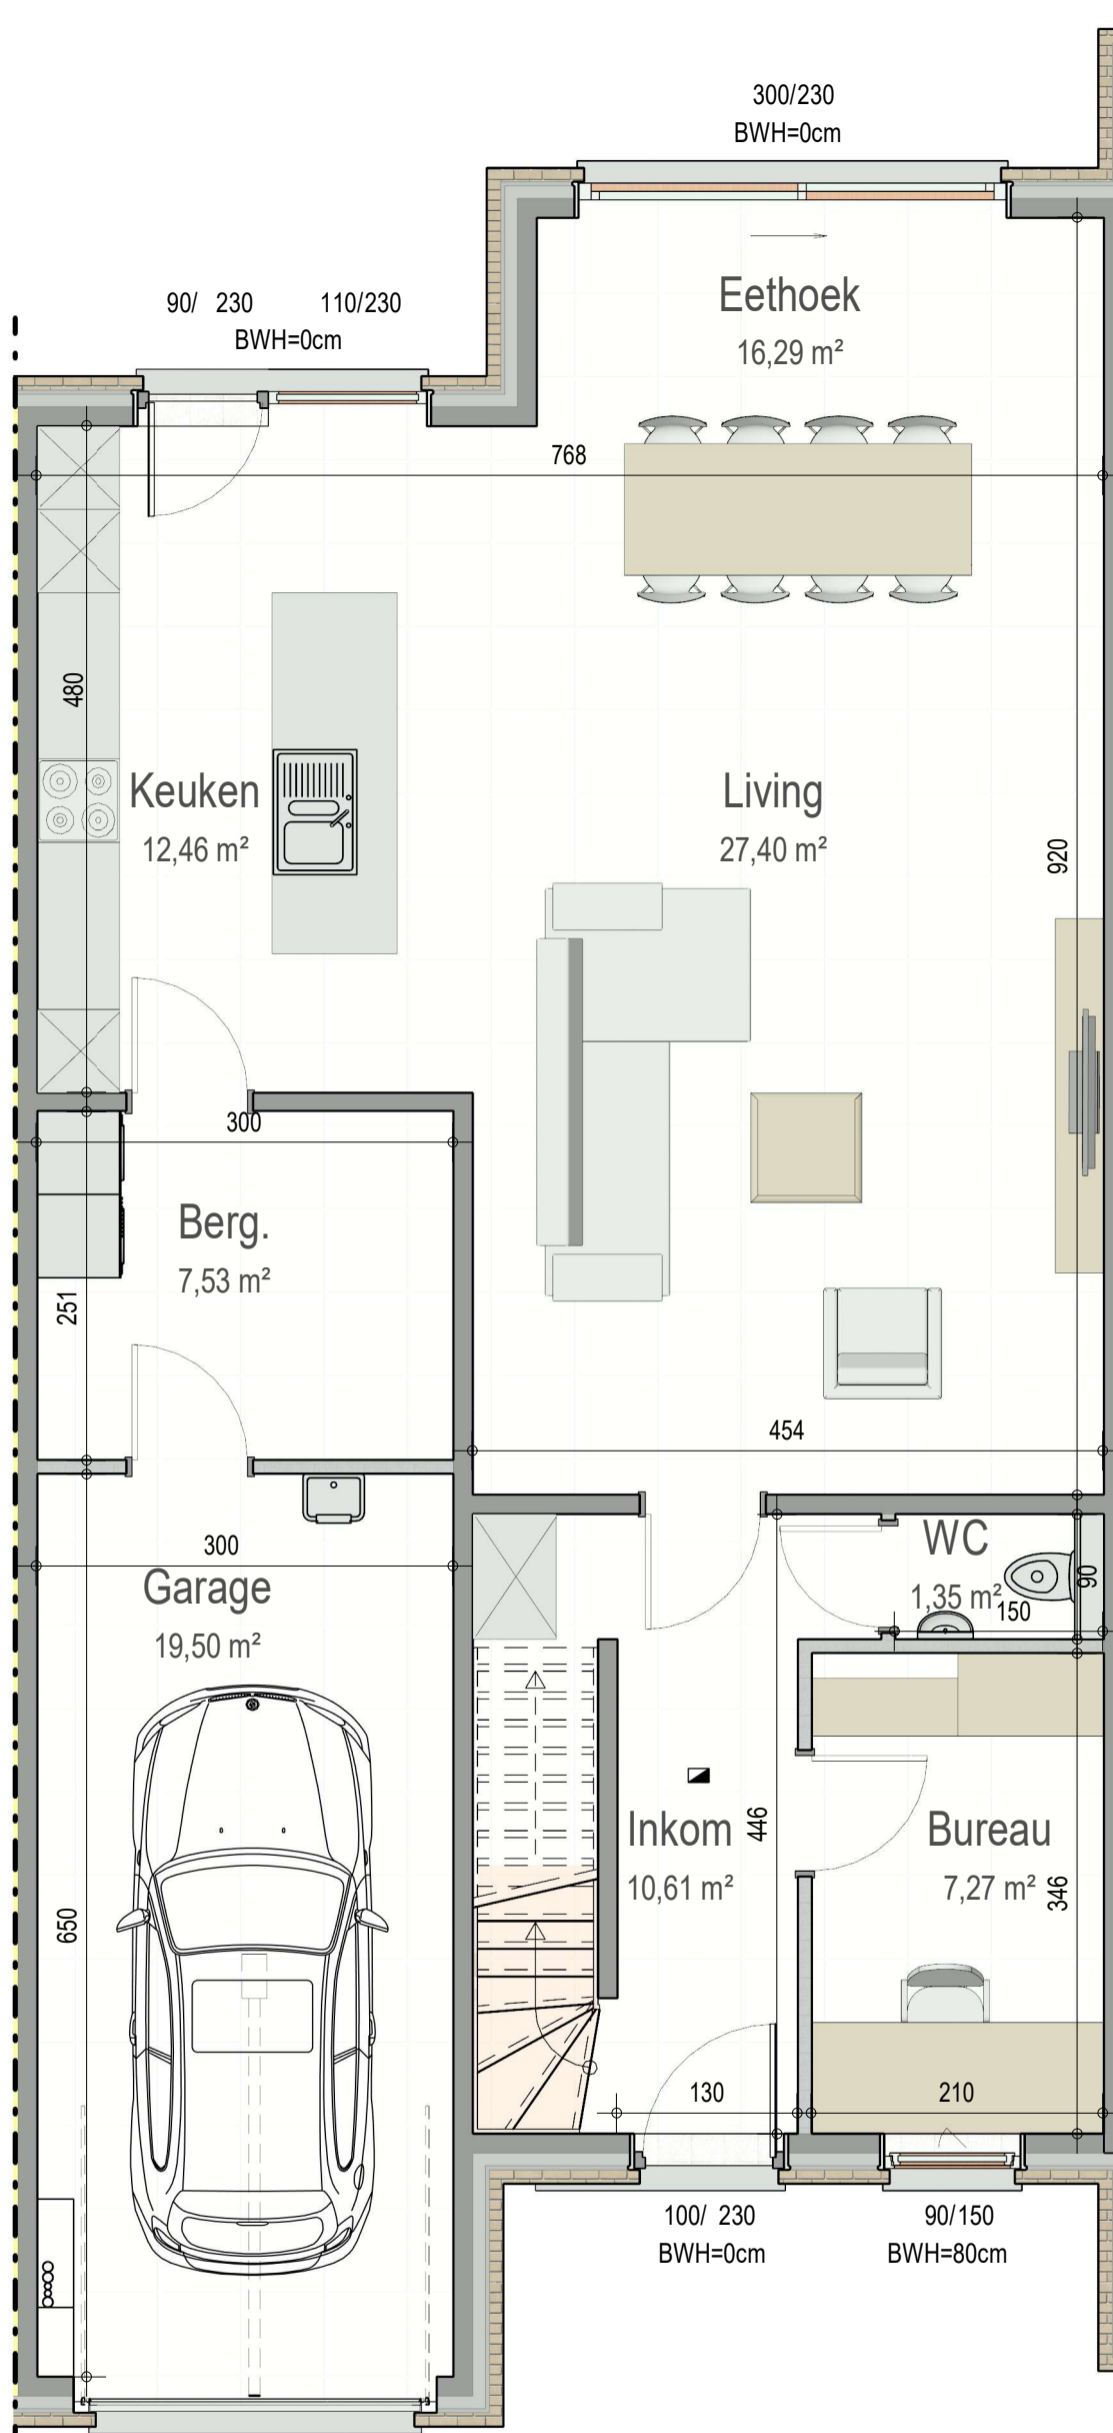 300/230
BWH=0cm
90/ 230 110/230
BWH=0cm
Eethoek
16,29 m²
768
480
Keuken
12,46 m²
Living
27,40 m²
920
300
Berg.
7,53 m²
251
454
300
Garage
19,50 m²
WC
1,35 m²
90
150
650
Inkom
10,61 m²
446
Bureau
7,27 m²
346
130
210
100/ 230
BWH=0cm
90/150
BWH=80cm